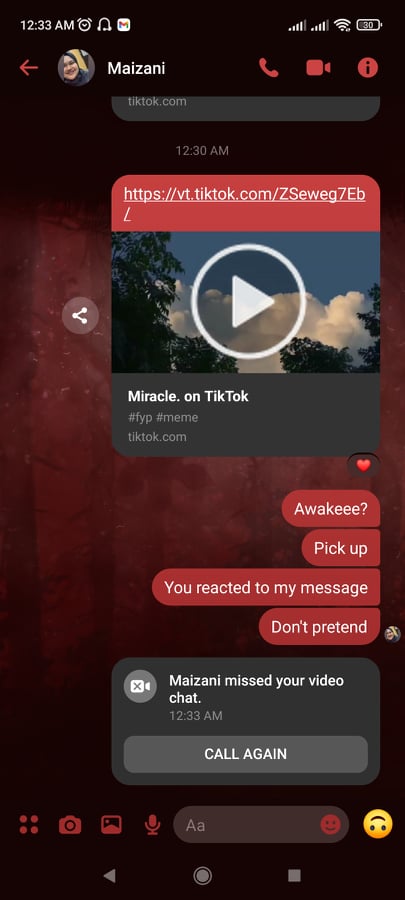 12:33 AM
30
Maizani
tiktok.com
12:30 AM
https://vt.tiktok.com/ZSeweg7Eb
/
Miracle. on TikTok
#fyp #meme
tiktok.com
Awakeee?
Pick up
You reacted to my message
Don't pretend
Maizani missed your video
chat.
12:33 AM
CALL AGAIN
Aa